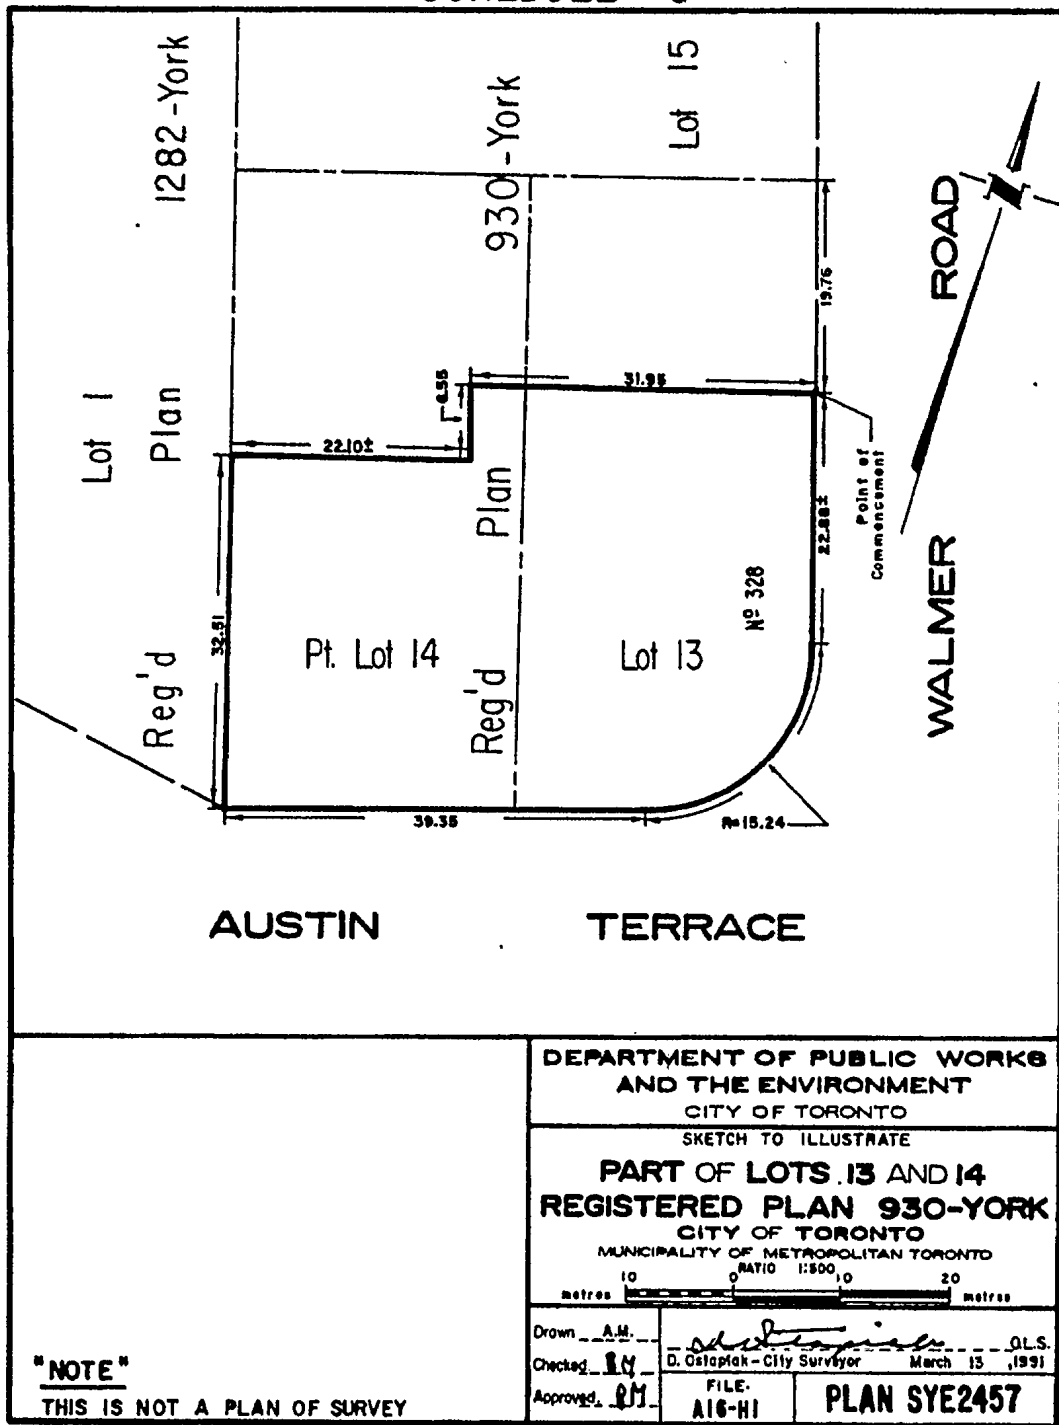 1282-York
Plan
Reg'd
Lot 1
930-York
Plan
Reg'd
Lot 15
ROAD
WALMER
19.76
31.95
6.55
22.10±
Point of
Commencement
22.88±
32.51
Nº 328
Pt. Lot 14
Lot 13
39.35
R=15.24
AUSTIN TERRACE
DEPARTMENT OF PUBLIC WORKS
AND THE ENVIRONMENT
CITY OF TORONTO
SKETCH TO ILLUSTRATE
PART OF LOTS 13 AND 14
REGISTERED PLAN 930-YORK
CITY OF TORONTO
MUNICIPALITY OF METROPOLITAN TORONTO
RATIO 1:500
10 0 10 20
metres metres
Drawn A.M.
O.L.S.
Checked
D. Ostapiak - City Surveyor March 13, 1991
Approved.
FILE.
A16-H1
PLAN SYE2457
"NOTE"
THIS IS NOT A PLAN OF SURVEY